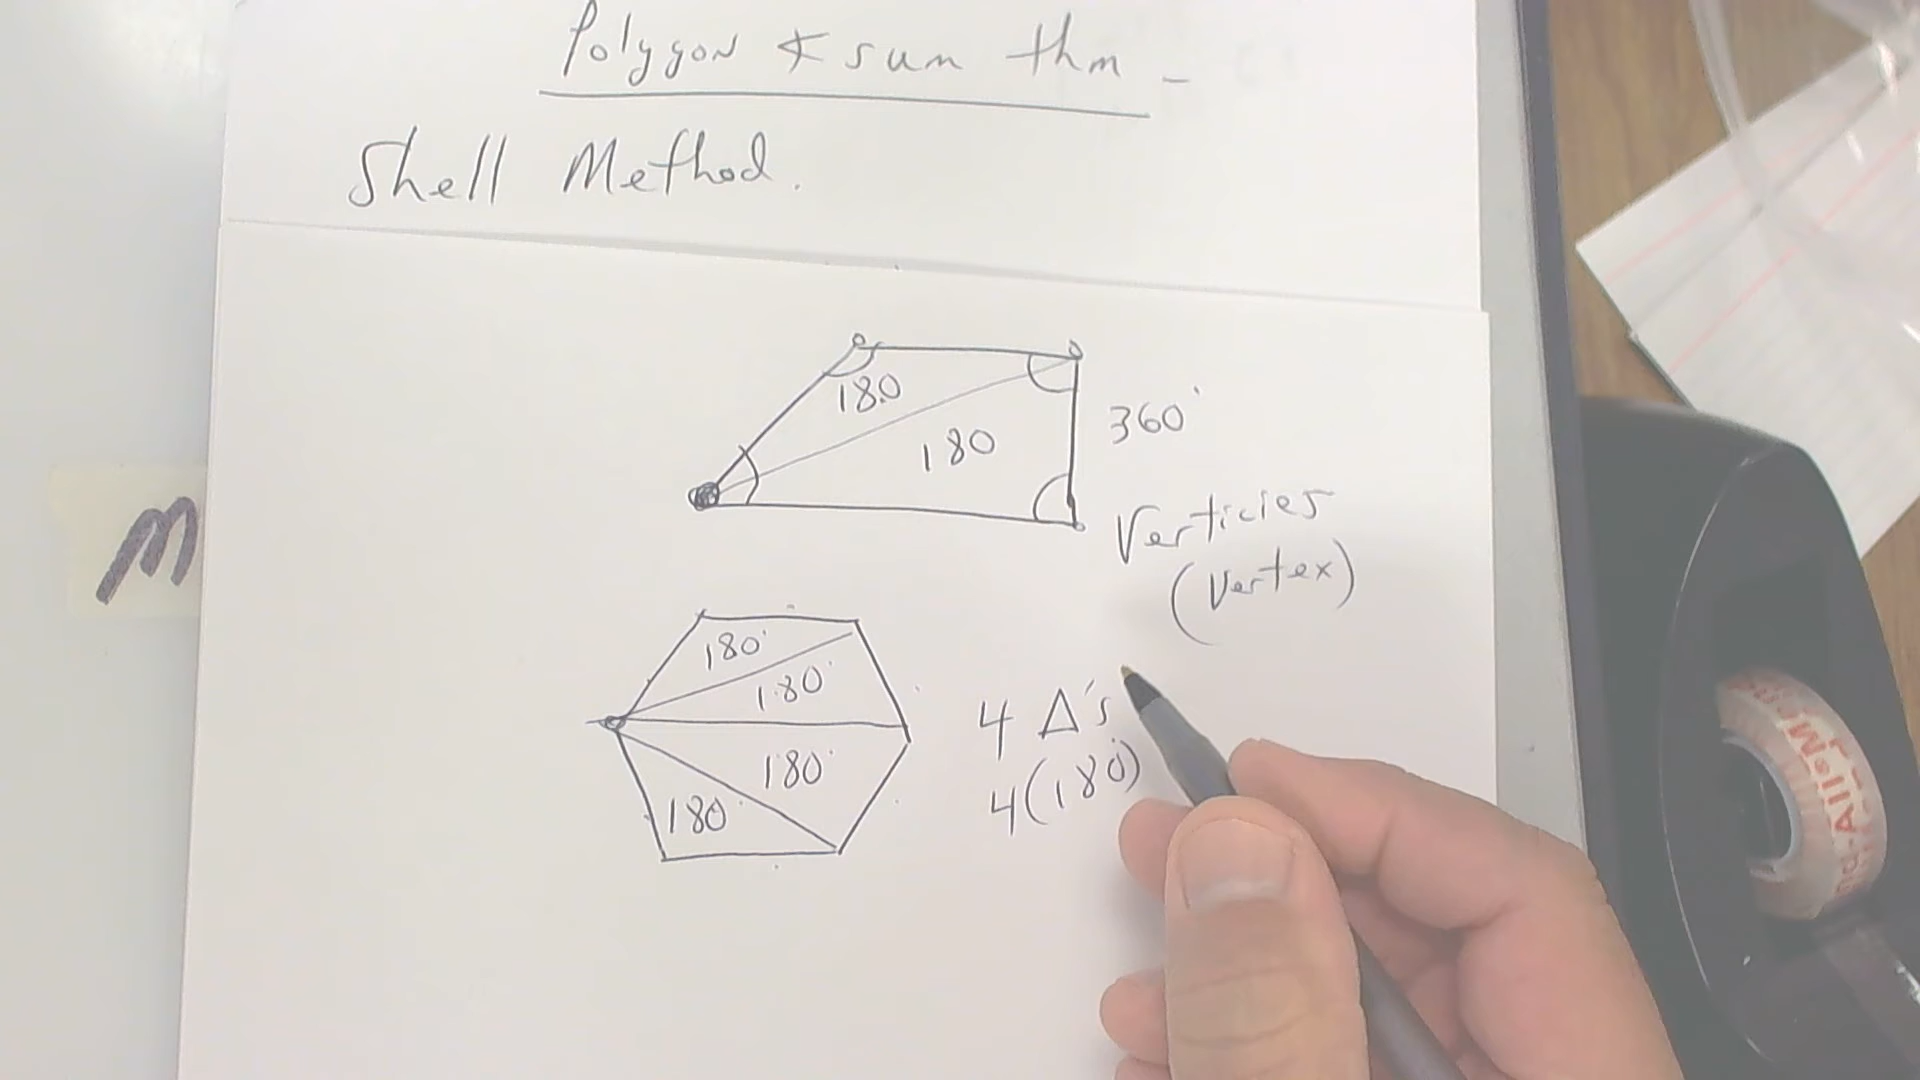 Polygon ∡ sum thm -
Shell Method.
180
180
360°
Verticies
(Vertex)
180°
180°
180°
180°
4 Δ's
4(180)
M